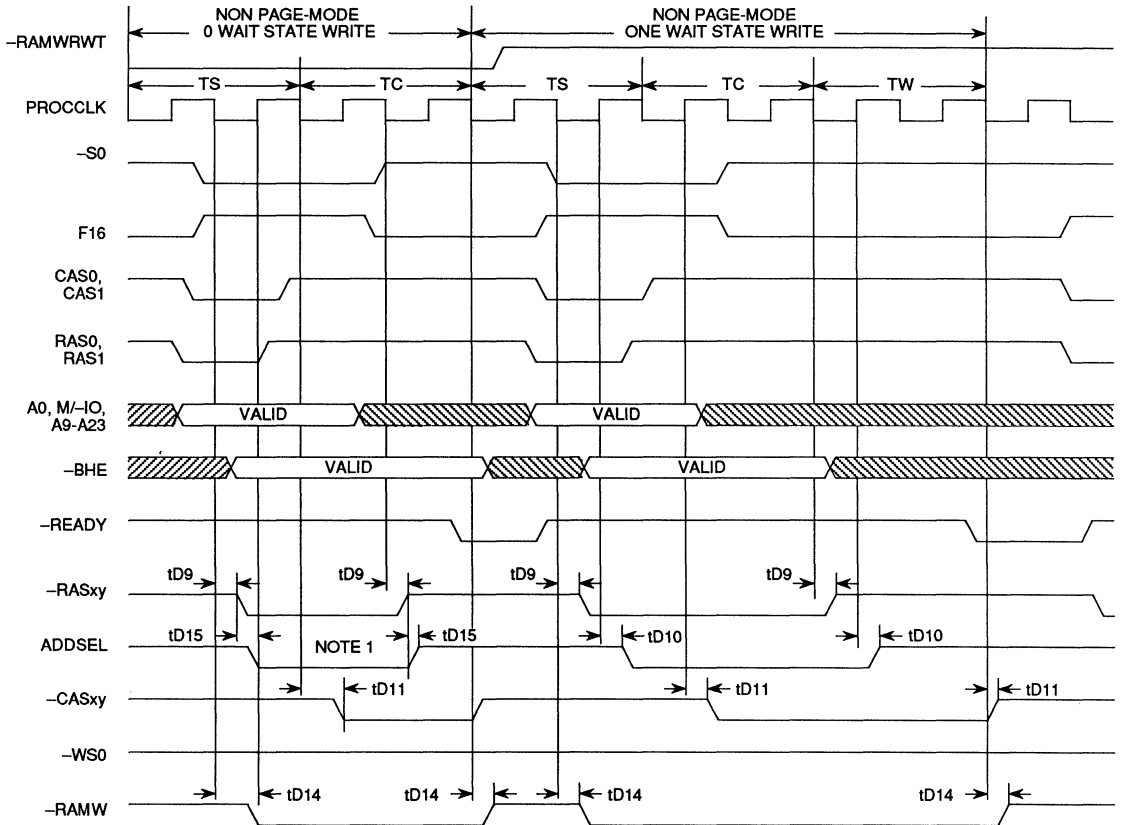 NON PAGE-MODE
0 WAIT STATE WRITE
NON PAGE-MODE
ONE WAIT STATE WRITE
–RAMWRWT
TS
TC
TS
TC
TW
PROCCLK
–S0
F16
CAS0,
CAS1
RAS0,
RAS1
A0, M/–IO,
A9-A23
VALID
VALID
–BHE
VALID
VALID
–READY
tD9
tD9
tD9
tD9
–RASxy
tD15
NOTE 1
tD15
tD10
tD10
ADDSEL
tD11
tD11
tD11
–CASxy
–WS0
tD14
tD14
tD14
tD14
–RAMW